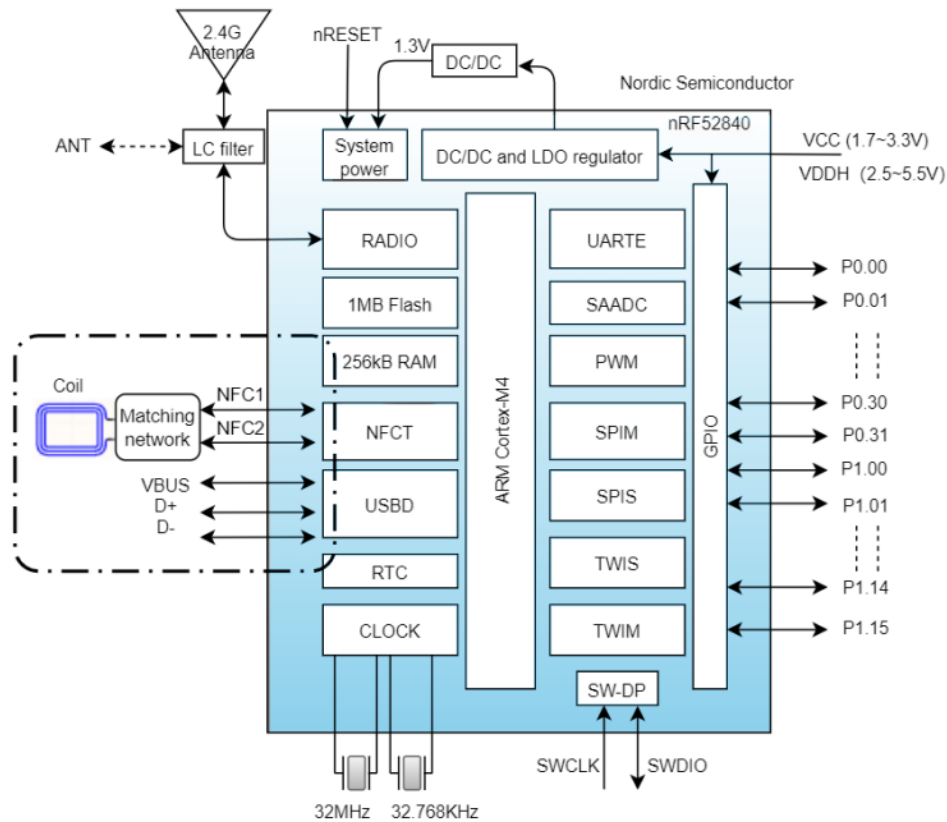 2.4G
Antenna
nRESET
1.3V
DC/DC
Nordic Semiconductor
nRF52840
ANT
LC filter
System
power
DC/DC and LDO regulator
VCC (1.7~3.3V)
VDDH (2.5~5.5V)
RADIO
UARTE
P0.00
1MB Flash
SAADC
P0.01
256kB RAM
PWM
Coil
Matching
network
NFC1
NFC2
NFCT
ARM Cortex-M4
SPIM
GPIO
P0.30
P0.31
P1.00
VBUS
D+
D-
USBD
SPIS
P1.01
RTC
TWIS
P1.14
CLOCK
TWIM
P1.15
SW-DP
SWCLK
SWDIO
32MHz
32.768KHz